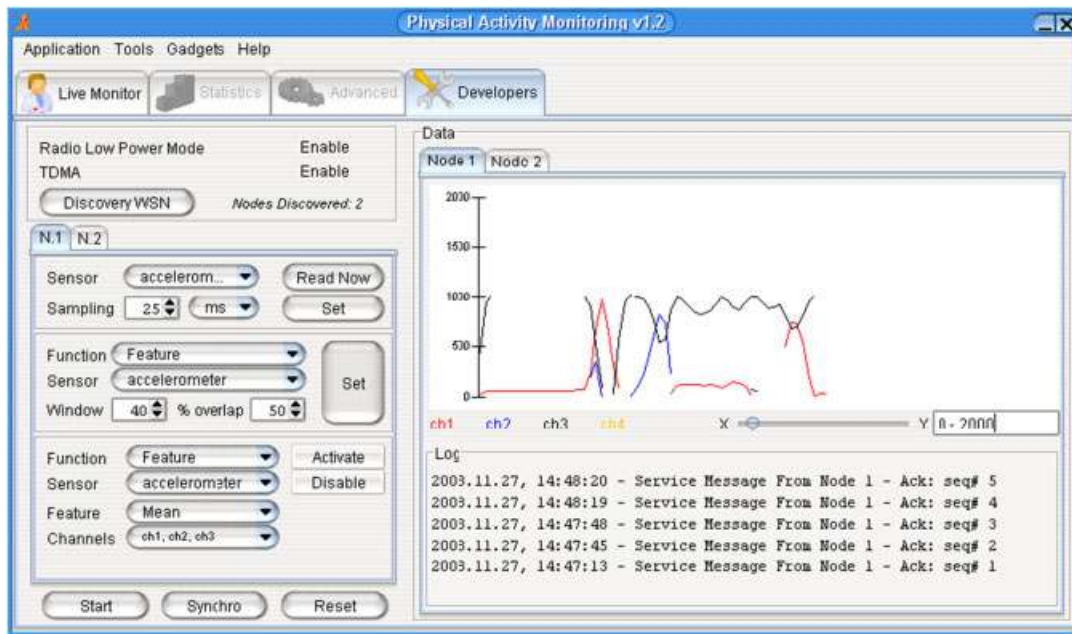 Physical Activity Monitoring v1.2
Application Tools Gadgets Help
Live Monitor Statistics Advanced Developers
Radio Low Power Mode Enable
TDMA Enable
Discovery WSN Nodes Discovered: 2
N.1 N.2
Sensor accelerom... Read Now
Sampling 25 ms Set
Function Feature
Sensor accelerometer
Set
Window 40 % overlap 50
Function Feature Activate
Sensor accelerometer Disable
Feature Mean
Channels ch1, ch2, ch3
Start Synchro Reset
Data
Node 1 Node 2
2000
1500
1000
500
0
ch1 ch2 ch3 ch4 X Y 0 - 2000
Log
2008.11.27, 14:48:20 - Service Message From Node 1 - Ack: seq# 5
2008.11.27, 14:48:19 - Service Message From Node 1 - Ack: seq# 4
2008.11.27, 14:47:48 - Service Message From Node 1 - Ack: seq# 3
2008.11.27, 14:47:45 - Service Message From Node 1 - Ack: seq# 2
2008.11.27, 14:47:13 - Service Message From Node 1 - Ack: seq# 1